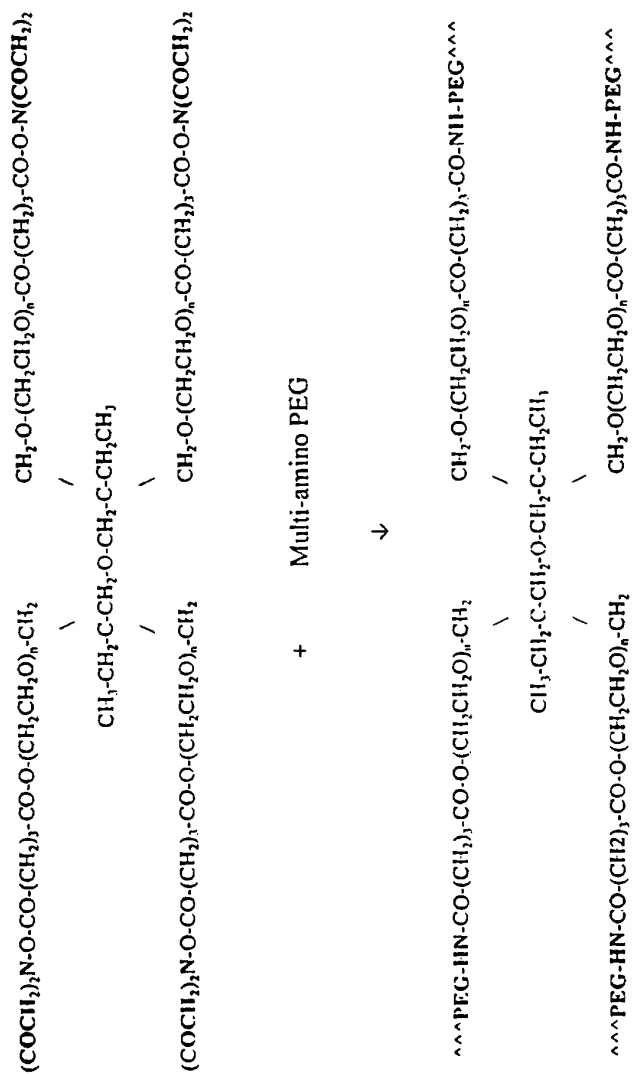 (COCH₂)₂N-O-CO-(CH₂)₃-CO-O-(CH₂CH₂O)ₙ-CH₂ CH₂-O-(CH₂CH₂O)ₙ-CO-(CH₂)₃-CO-O-N(COCH₂)₂
\ /
CH₃-CH₂-C-CH₂-O-CH₂-C-CH₂CH₃
/ \
(COCH₂)₂N-O-CO-(CH₂)₃-CO-O-(CH₂CH₂O)ₙ-CH₂ CH₂-O-(CH₂CH₂O)ₙ-CO-(CH₂)₃-CO-O-N(COCH₂)₂
+ Multi-amino PEG
↓
^^^PEG-HN-CO-(CH₂)₃-CO-O-(CH₂CH₂O)ₙ-CH₂ CH₂-O-(CH₂CH₂O)ₙ-CO-(CH₂)₃-CO-NH-PEG^^^
\ /
CH₃-CH₂-C-CH₂-O-CH₂-C-CH₂CH₃
/ \
^^^PEG-HN-CO-(CH2)₃-CO-O-(CH₂CH₂O)ₙ-CH₂ CH₂-O(CH₂CH₂O)ₙ-CO-(CH₂)₃CO-NH-PEG^^^